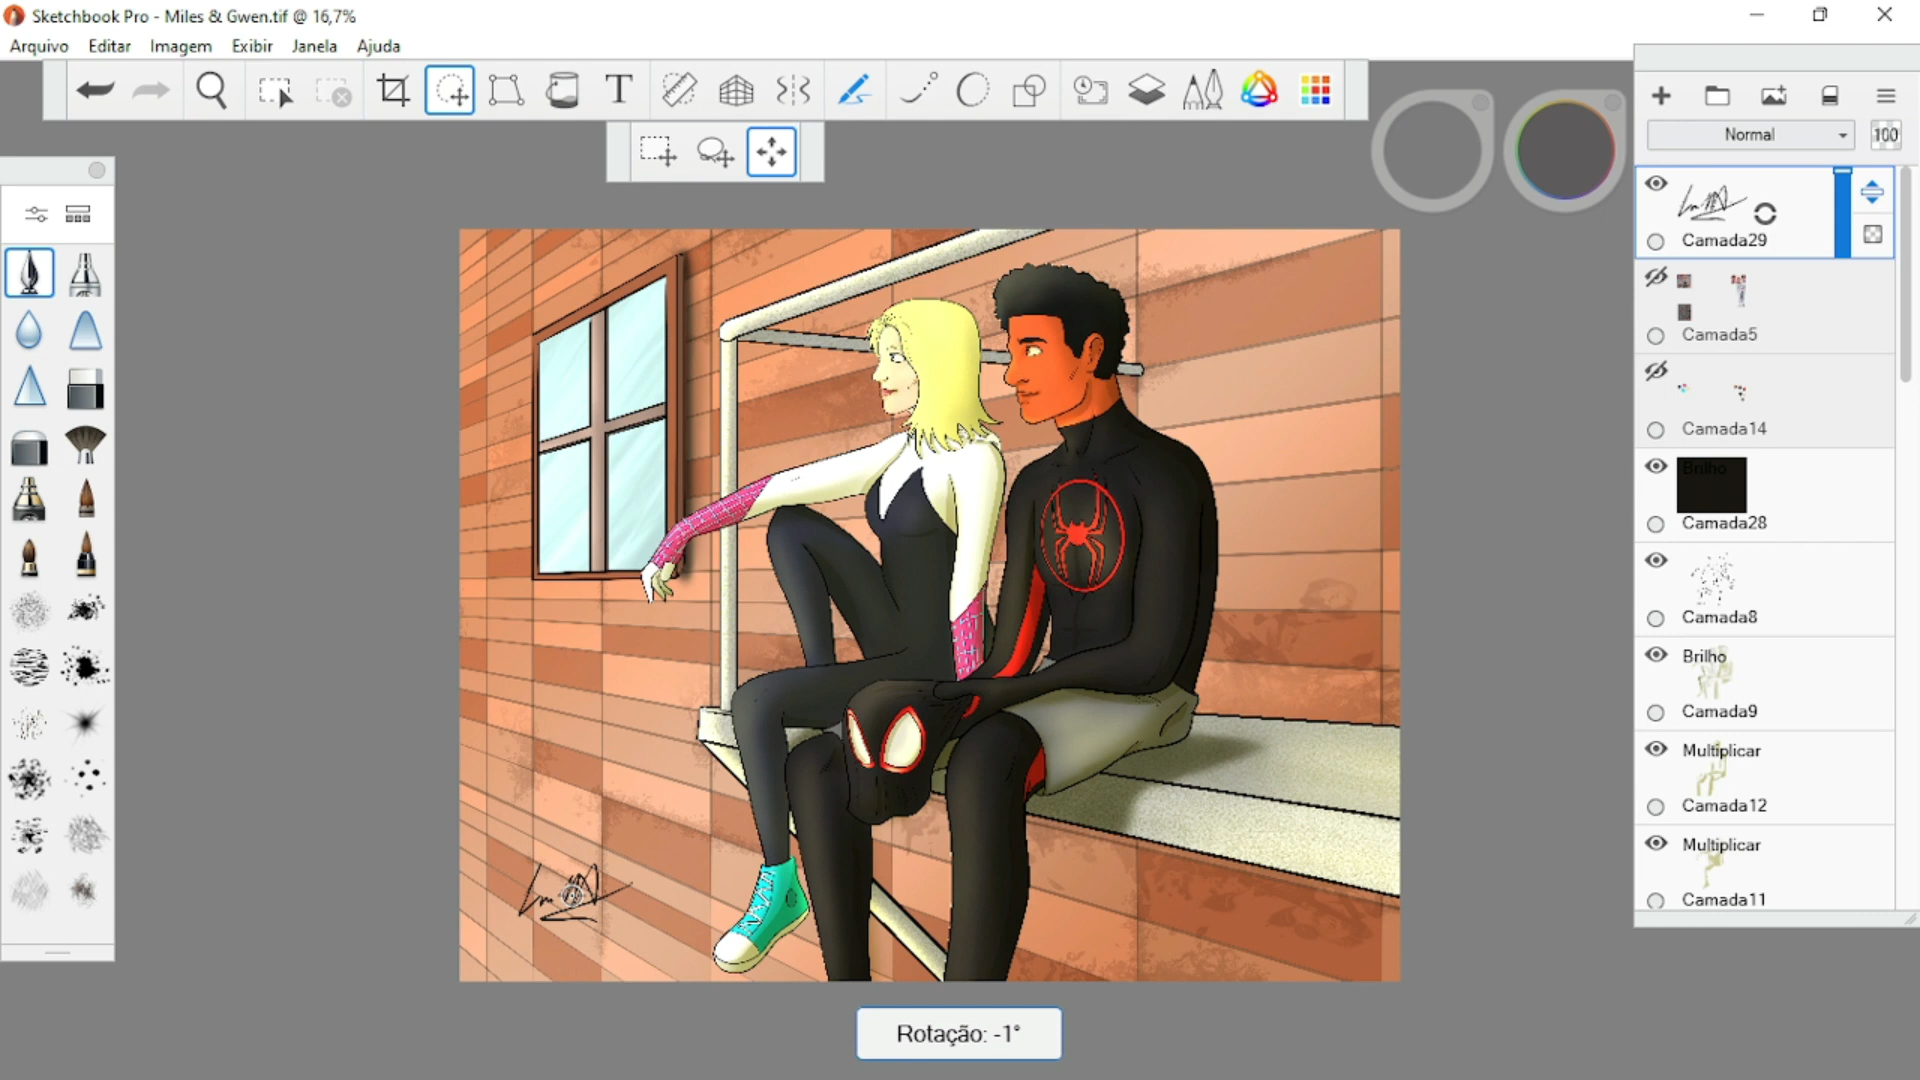 Sketchbook Pro - Miles & Gwen.tif @ 16,7%
Arquivo Editar Imagem Exibir Janela Ajuda
T
Normal 100
Camada29
Camada5
Camada14
Brilho
Camada28
Camada8
Brilho
Camada9
Multiplicar
Camada12
Multiplicar
Camada11
Rotação: -1°